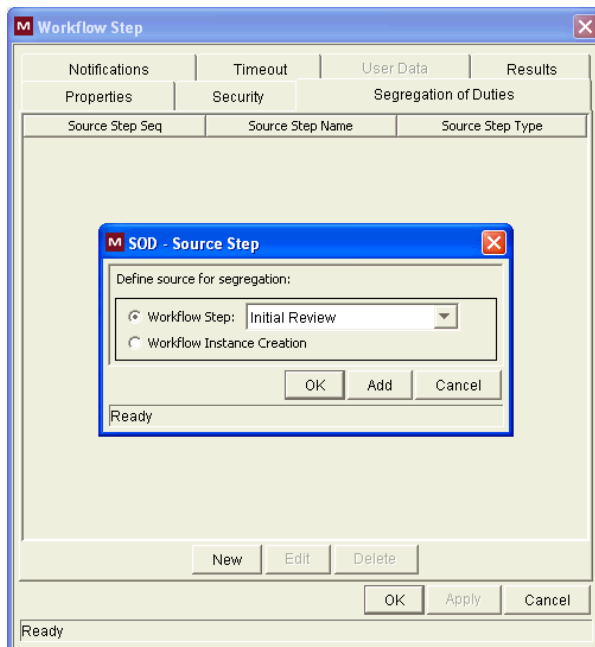 M Workflow Step
Notifications Timeout User Data Results
Properties Security Segregation of Duties
Source Step Seq Source Step Name Source Step Type
M SOD - Source Step
Define source for segregation:
Workflow Step: Initial Review
Workflow Instance Creation
OK Add Cancel
Ready
New Edit Delete
OK Apply Cancel
Ready